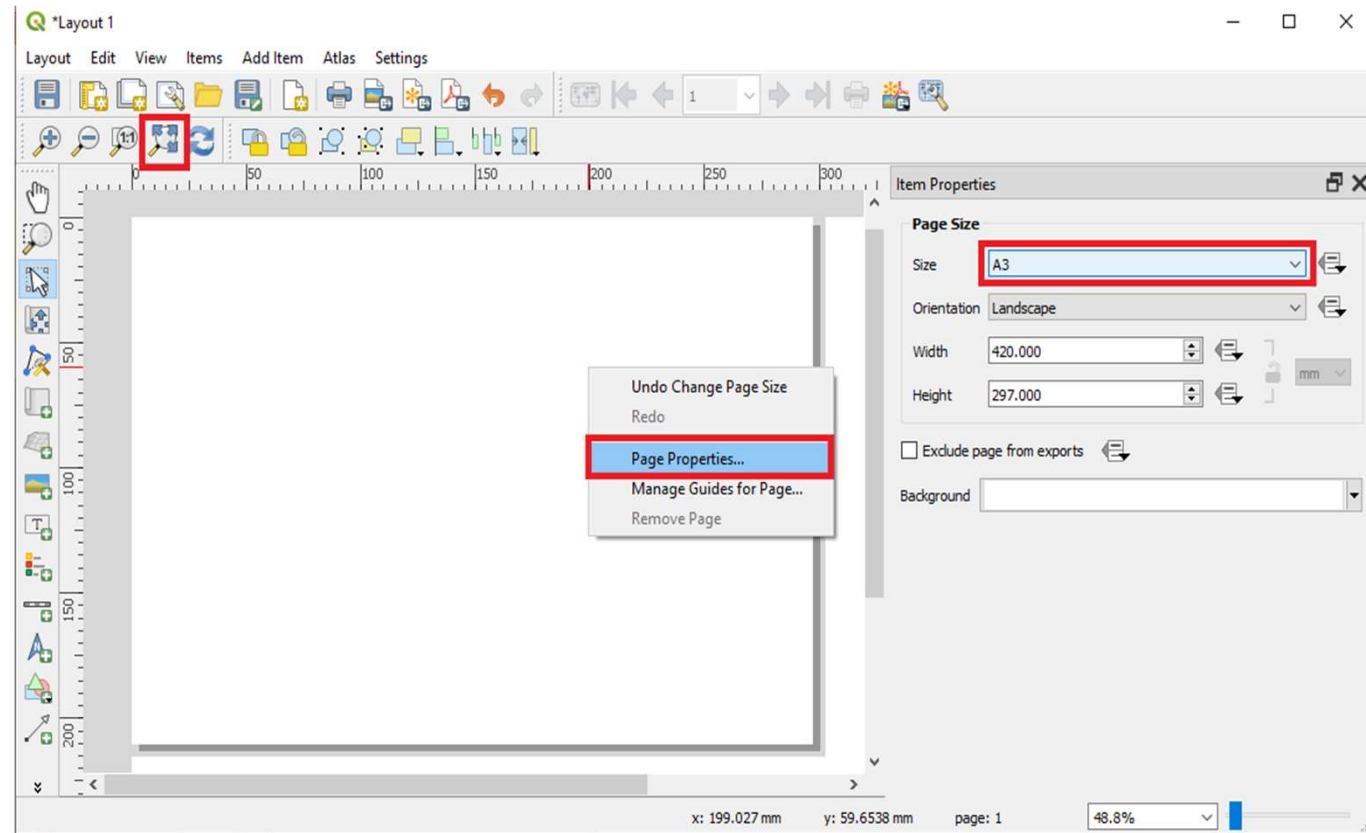 *Layout 1
Layout Edit View Items Add Item Atlas Settings
1
1:1
0 50 100 150 200 250 300
Item Properties
Page Size
Size A3
Orientation Landscape
Width 420.000
mm
Height 297.000
Exclude page from exports
Background
0
50
100
150
200
Undo Change Page Size
Redo
Page Properties...
Manage Guides for Page...
Remove Page
T
x: 199.027 mm y: 59.6538 mm page: 1 48.8%